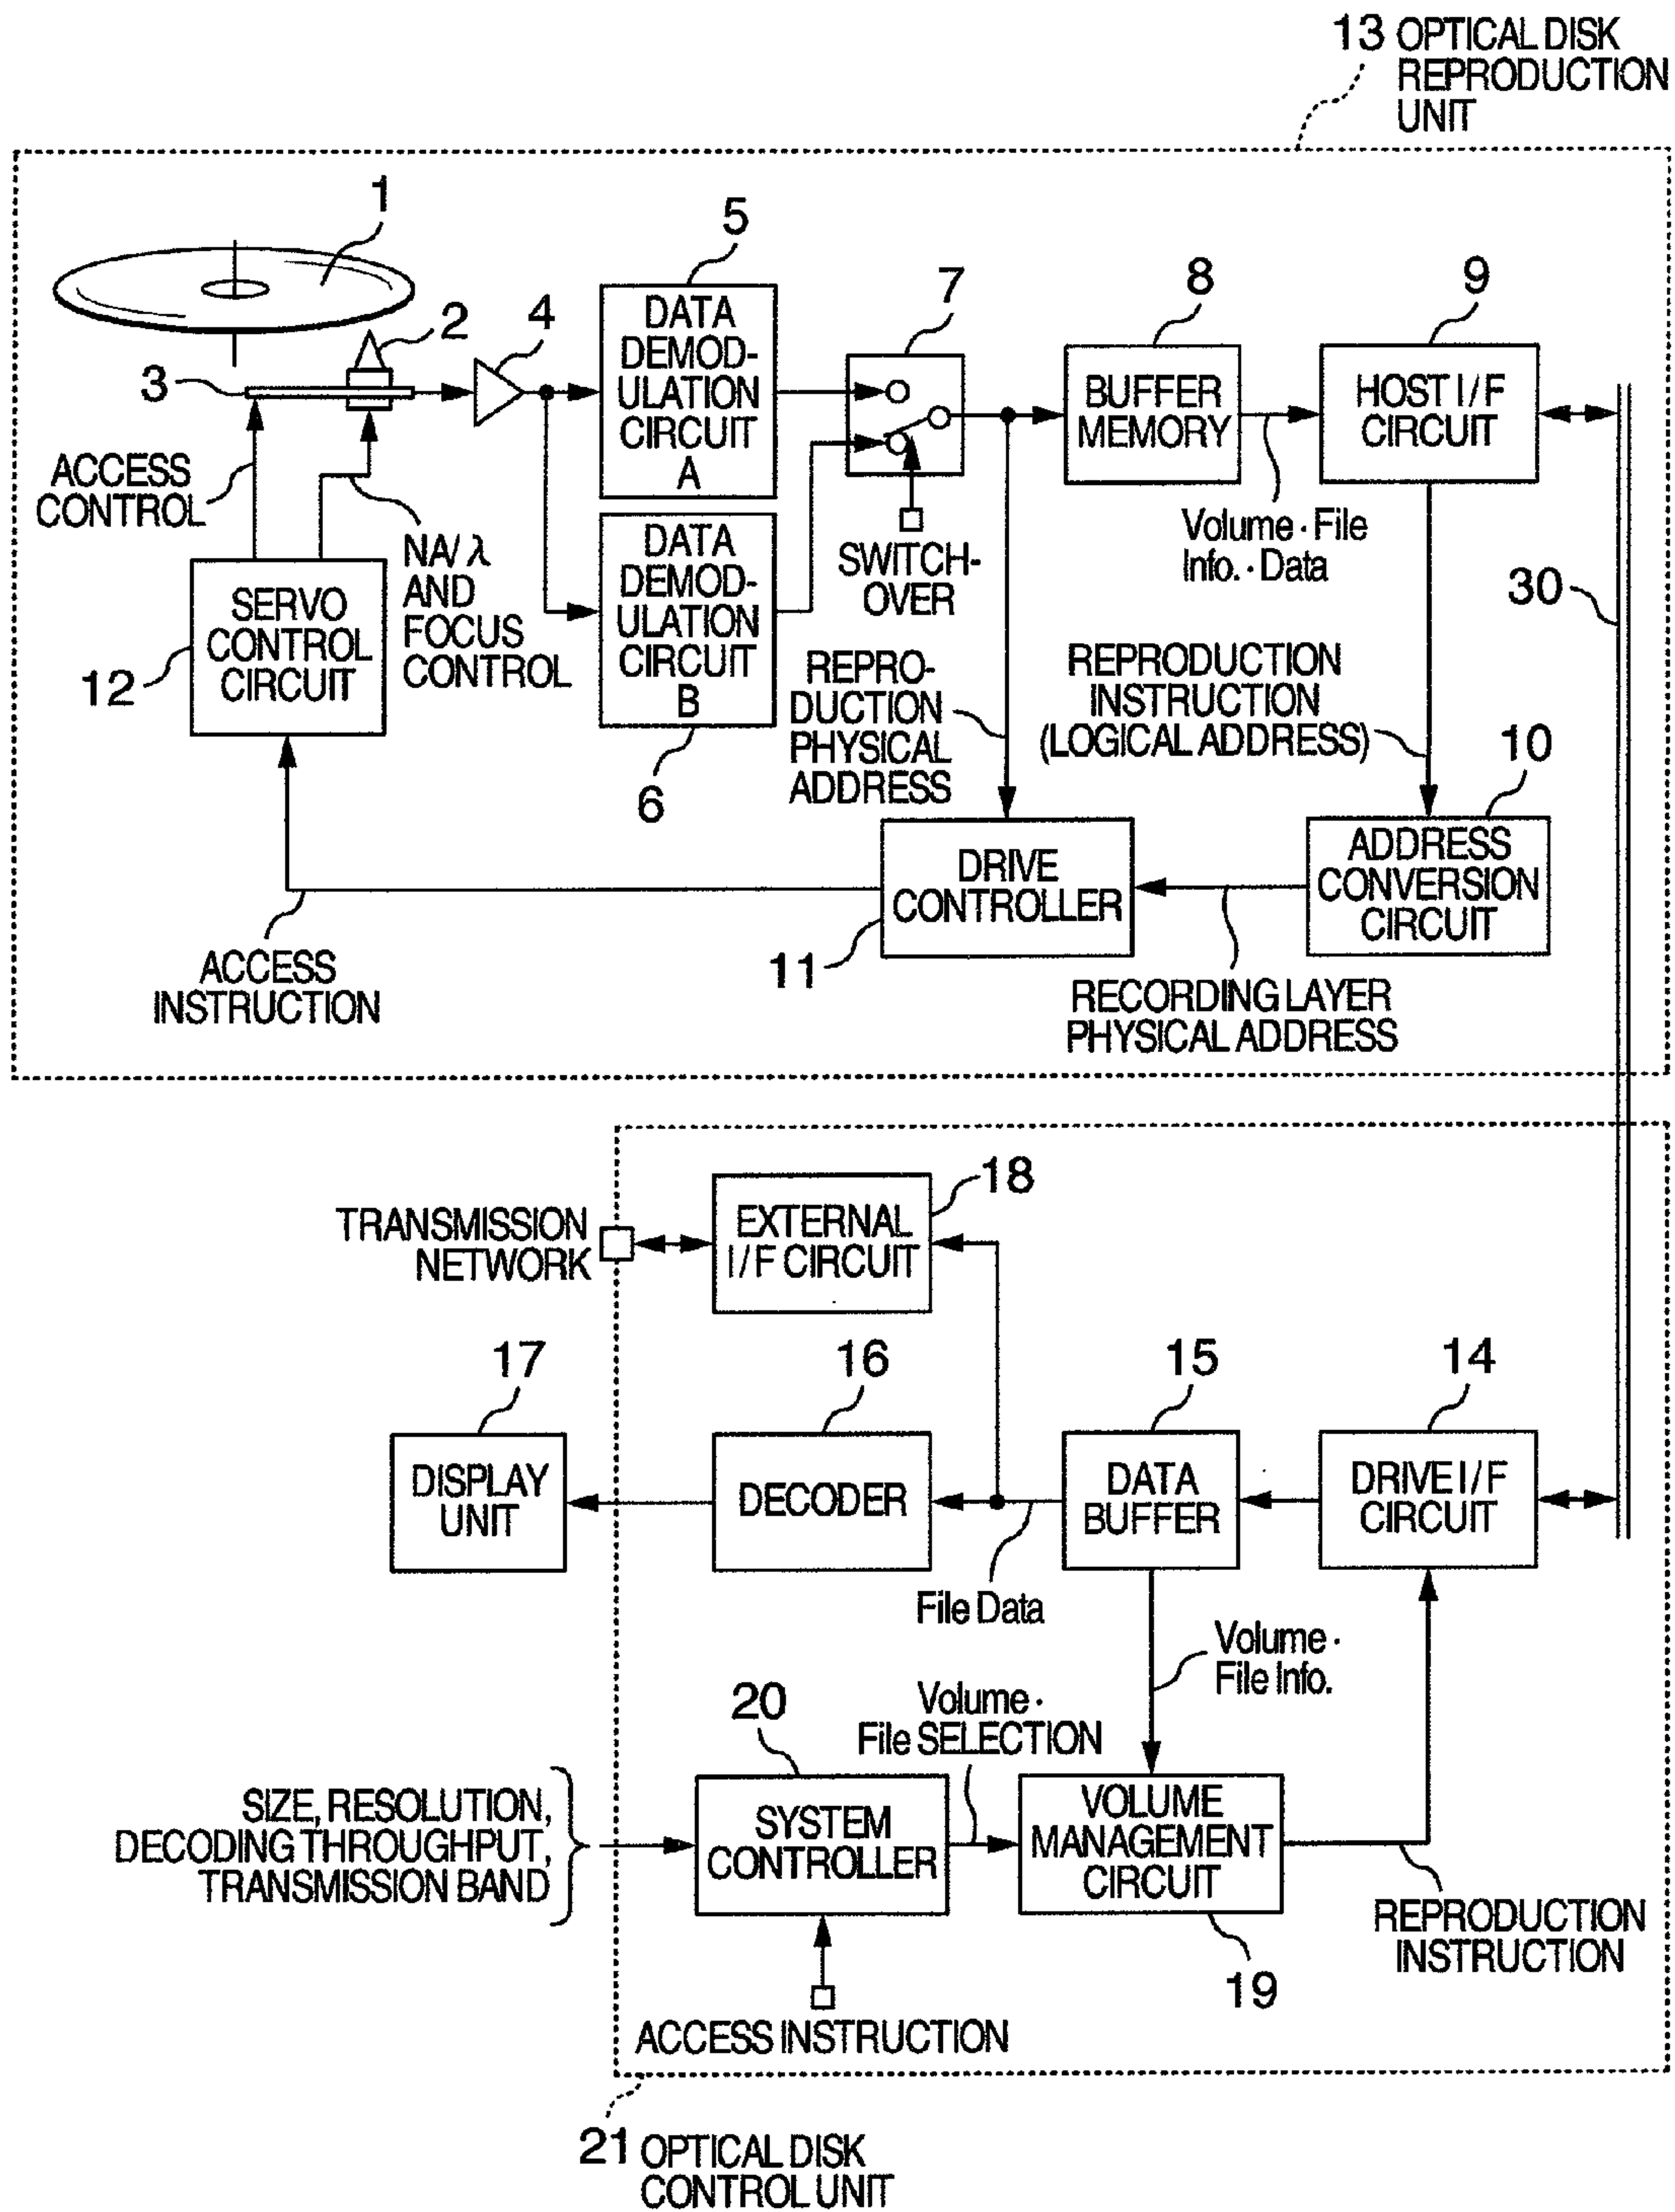 13 OPTICAL DISK
REPRODUCTION
UNIT
1
2
3
4
5
DATA
DEMOD-
ULATION
CIRCUIT
A
7
8
BUFFER
MEMORY
9
HOST I/F
CIRCUIT
ACCESS
CONTROL
NA/λ
AND
FOCUS
CONTROL
DATA
DEMOD-
ULATION
CIRCUIT
B
6
SWITCH-
OVER
Volume·File
Info.·Data
30
12
SERVO
CONTROL
CIRCUIT
REPRO-
DUCTION
PHYSICAL
ADDRESS
REPRODUCTION
INSTRUCTION
(LOGICAL ADDRESS)
10
ADDRESS
CONVERSION
CIRCUIT
DRIVE
CONTROLLER
11
ACCESS
INSTRUCTION
RECORDING LAYER
PHYSICAL ADDRESS
18
EXTERNAL
I/F CIRCUIT
TRANSMISSION
NETWORK
17
DISPLAY
UNIT
16
DECODER
15
DATA
BUFFER
14
DRIVE I/F
CIRCUIT
File Data
Volume·
File Info.
20
Volume·
File SELECTION
SIZE, RESOLUTION,
DECODING THROUGHPUT,
TRANSMISSION BAND
SYSTEM
CONTROLLER
VOLUME
MANAGEMENT
CIRCUIT
19
REPRODUCTION
INSTRUCTION
ACCESS INSTRUCTION
21 OPTICAL DISK
CONTROL UNIT